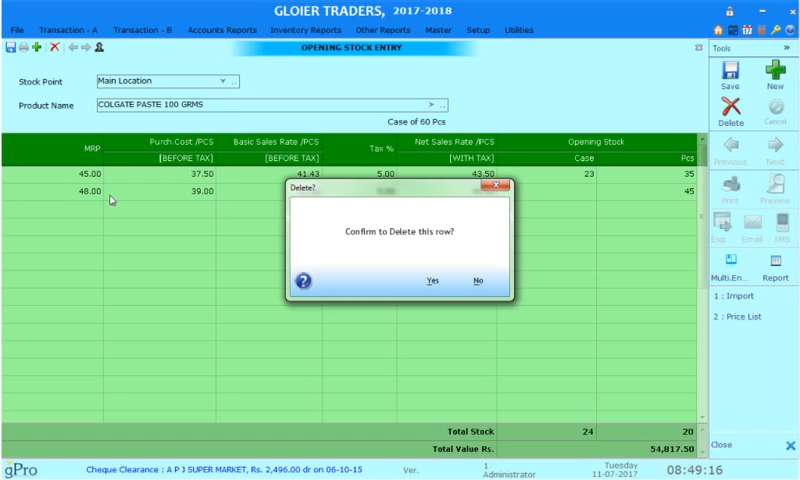 GLOIER TRADERS, 2017-2018
File Transaction - A Transaction - B Accounts Reports Inventory Reports Other Reports Master Setup Utilities
OPENING STOCK ENTRY
Tools »
Stock Point Main Location
Product Name COLGATE PASTE 100 GRMS
Case of 60 Pcs
Save New
Delete Cancel
Previous Next
Print Preview
Exp... Email SMS
Multi.En... Report
1 : Import
2 : Price List
Close
MRP Purch.Cost /PCS Basic Sales Rate /PCS Tax % Net Sales Rate /PCS Opening Stock
[BEFORE TAX] [BEFORE TAX] [WITH TAX] Case Pcs
45.00 37.50 41.43 5.00 43.50 23 35
48.00 39.00 45
Delete?
Confirm to Delete this row?
Yes No
Total Stock 24 20
Total Value Rs. 54,817.50
gPro
Cheque Clearance : A P J SUPER MARKET, Rs. 2,496.00 dr on 06-10-15
Ver. 1
Administrator
Tuesday
11-07-2017
08:49:16